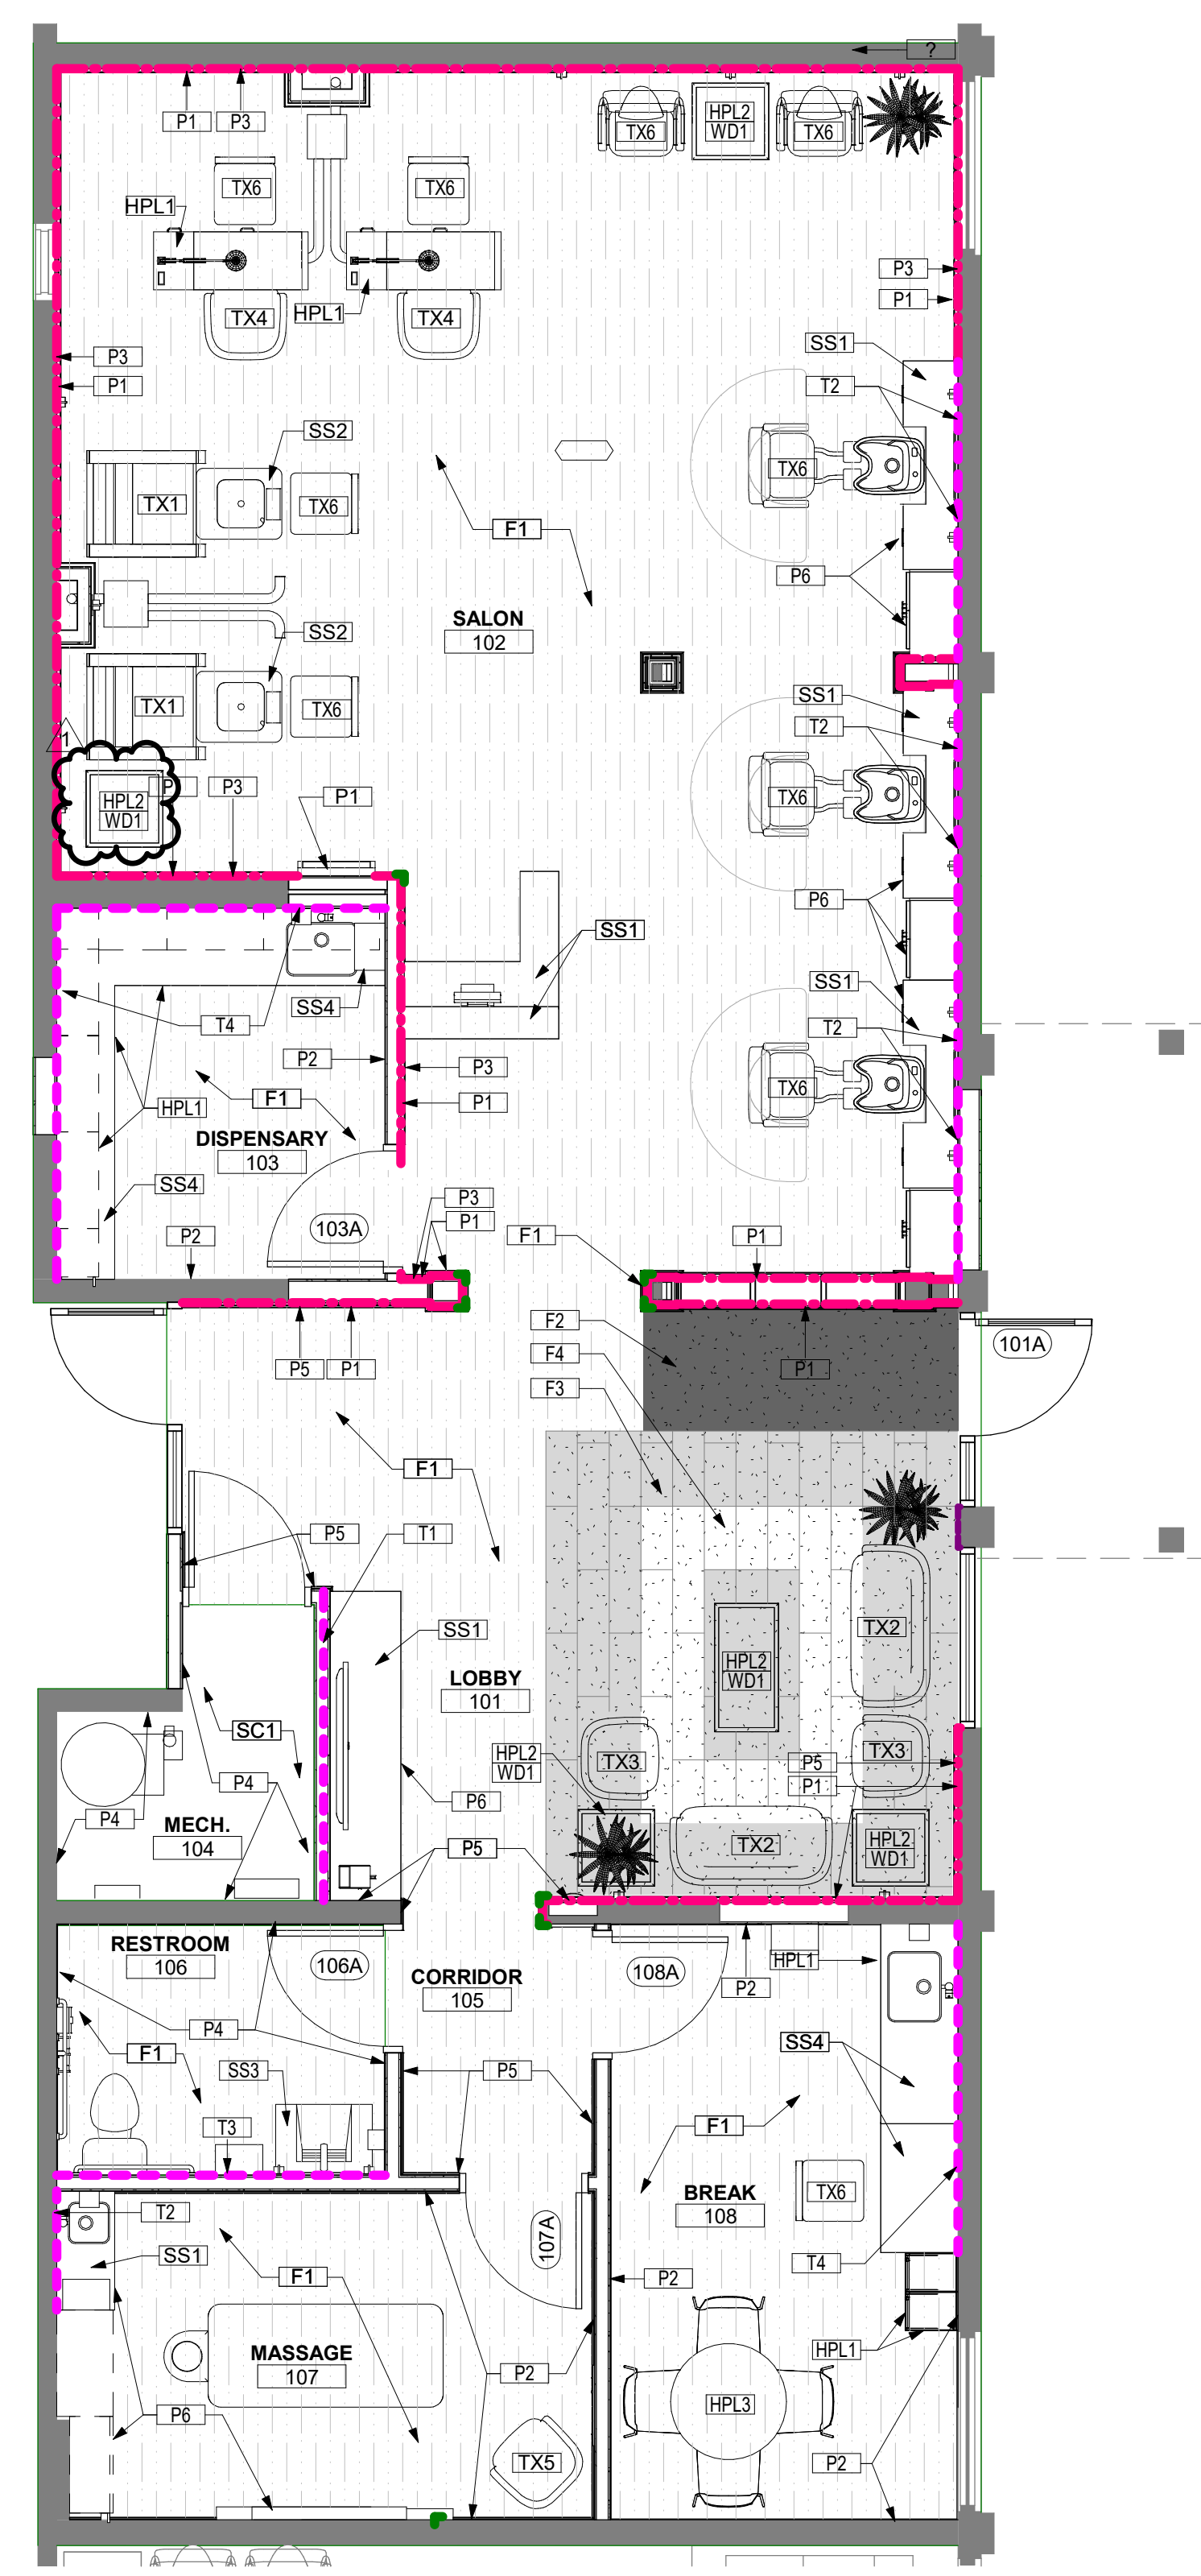 ?
P1
P3
TX6
HPL2
WD1
TX6
TX6
TX6
HPL1
HPL1
TX4
TX4
P3
P1
P3
P1
SS1
T2
SS2
TX1
TX6
TX6
F1
P6
SALON
102
SS2
TX1
TX6
SS1
T2
1
HPL2
WD1
P
P3
P1
TX6
P6
SS1
SS1
T2
SS4
T4
P2
P3
F1
HPL1
P1
TX6
DISPENSARY
103
SS4
P3
P1
103A
P2
F1
P1
F2
F4
F3
P5
P1
P1
101A
F1
P5
T1
SS1
TX2
LOBBY
101
HPL2
WD1
SC1
HPL2
WD1
TX3
TX3
P5
P1
P4
P6
P4
MECH.
104
P5
TX2
HPL2
WD1
RESTROOM
106
106A
CORRIDOR
105
108A
HPL1
P2
P4
F1
SS3
P5
SS4
T3
F1
BREAK
108
TX6
T2
SS1
107A
T4
F1
P2
HPL1
MASSAGE
107
P2
HPL3
P6
TX5
P2